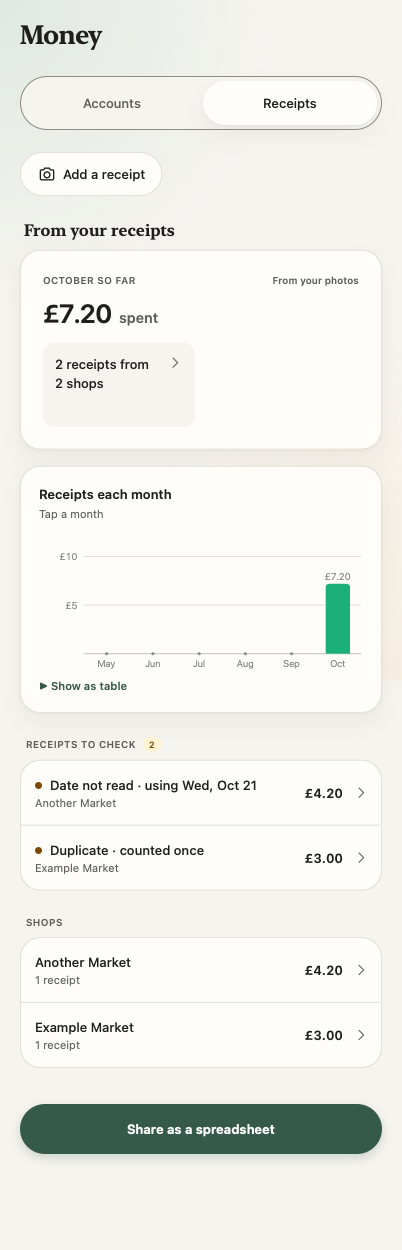 Money
Accounts
Receipts
Add a receipt
From your receipts
OCTOBER SO FAR
From your photos
£7.20 spent
2 receipts from
2 shops
Receipts each month
Tap a month
£10
£7.20
£5
May Jun Jul Aug Sep Oct
Show as table
RECEIPTS TO CHECK 2
Date not read · using Wed, Oct 21
£4.20
Another Market
Duplicate · counted once
£3.00
Example Market
SHOPS
Another Market
£4.20
1 receipt
Example Market
£3.00
1 receipt
Share as a spreadsheet